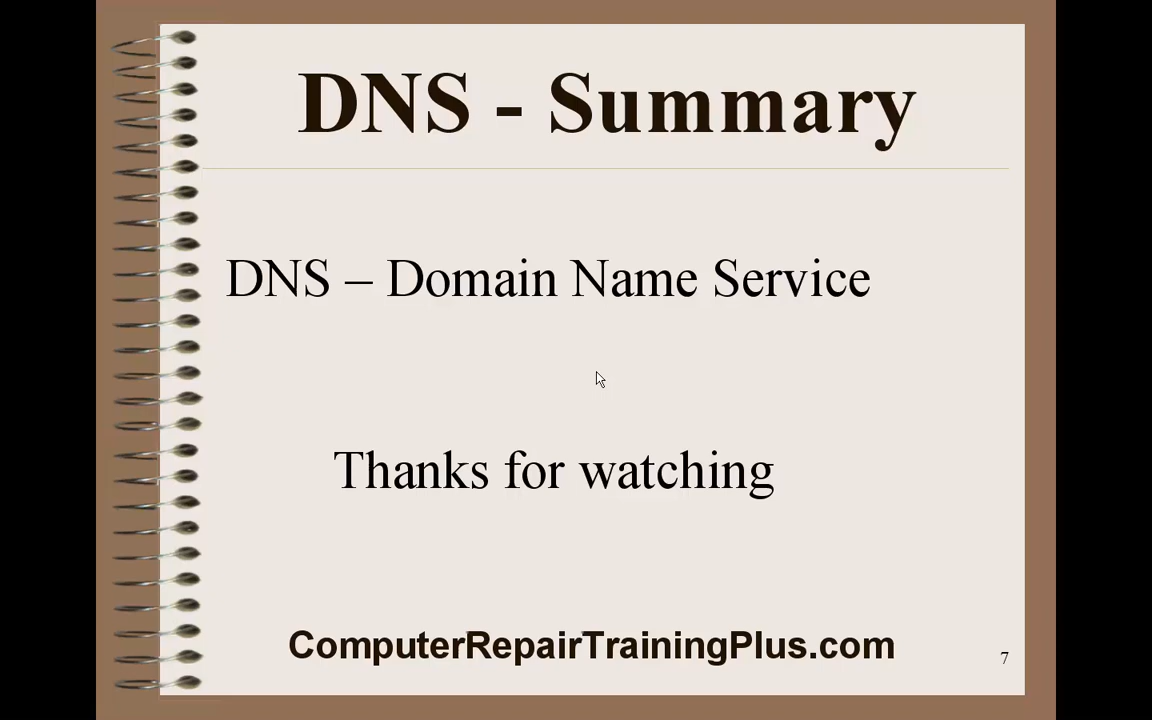 DNS - Summary
DNS – Domain Name Service
Thanks for watching
ComputerRepairTrainingPlus.com
7